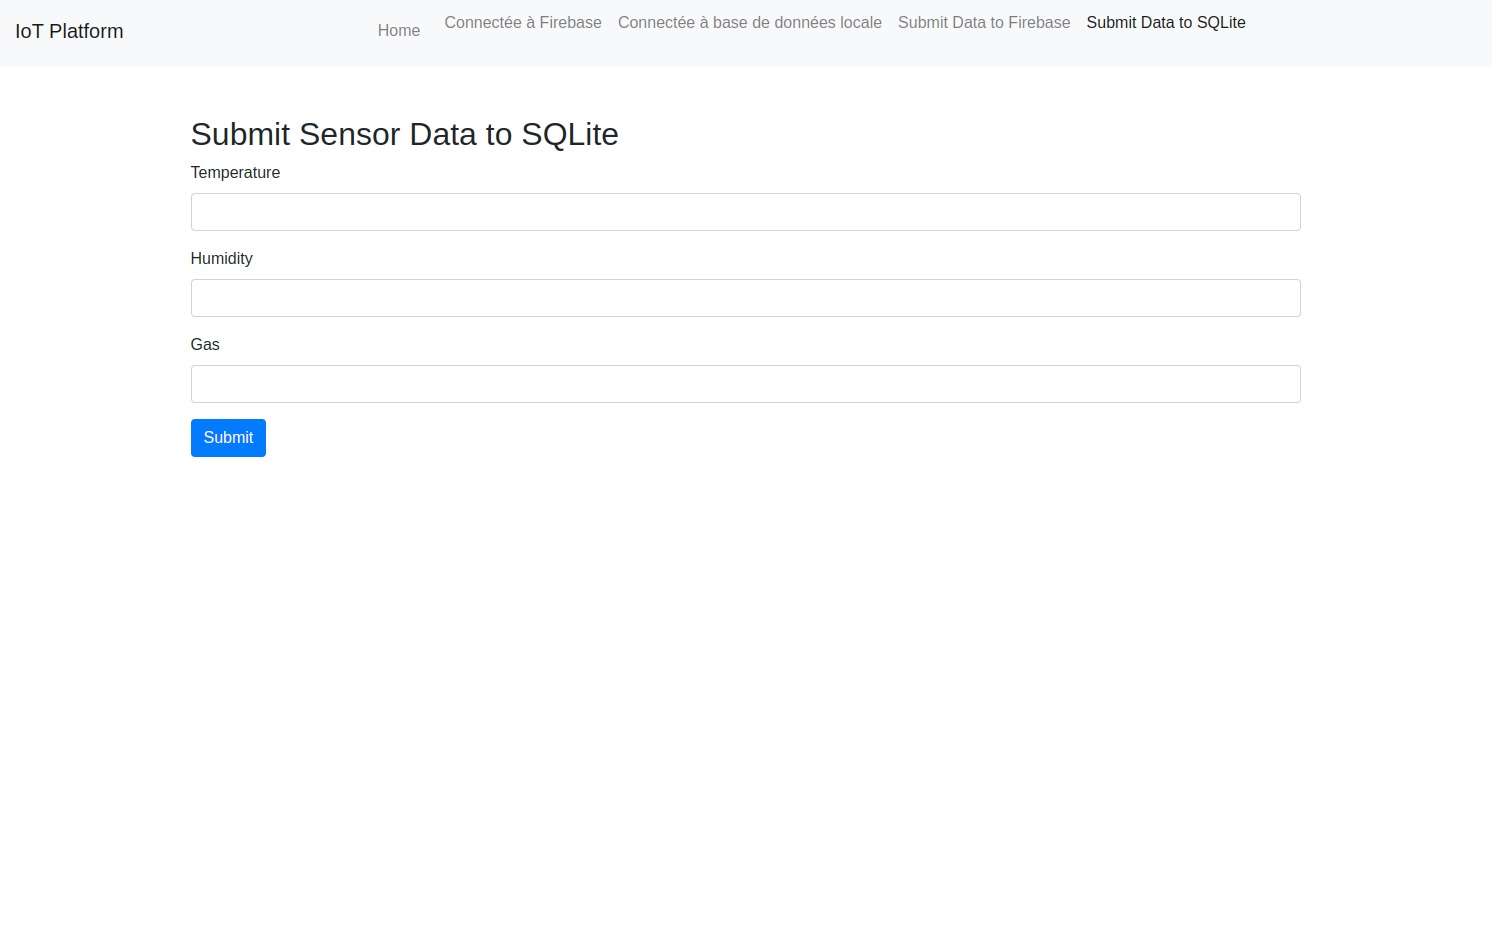 IoT Platform
Home
Connectée à Firebase
Connectée à base de données locale
Submit Data to Firebase
Submit Data to SQLite
Submit Sensor Data to SQLite
Temperature
Humidity
Gas
Submit